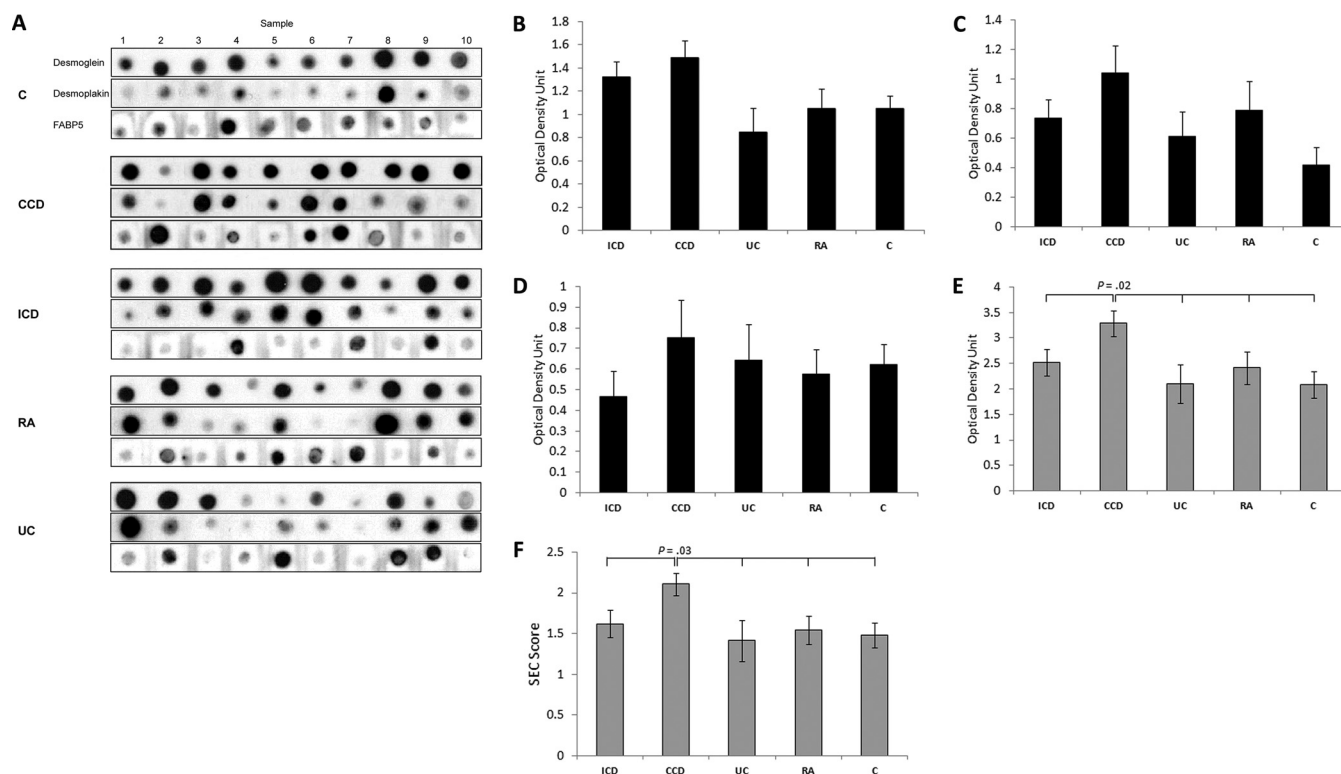 A
Sample
1 2 3 4 5 6 7 8 9 10
Desmoglein
C Desmoplakin
FABP5
CCD
ICD
RA
UC
B
Optical Density Unit
1.8
1.6
1.4
1.2
1
0.8
0.6
0.4
0.2
0
ICD CCD UC RA C
C
Optical Density Unit
1.4
1.2
1
0.8
0.6
0.4
0.2
0
ICD CCD UC RA C
D
Optical Density Unit
1
0.9
0.8
0.7
0.6
0.5
0.4
0.3
0.2
0.1
0
ICD CCD UC RA C
E
P = .02
Optical Density Unit
4
3.5
3
2.5
2
1.5
1
0.5
0
ICD CCD UC RA C
F
P = .03
SEC Score
2.5
2
1.5
1
0.5
0
ICD CCD UC RA C